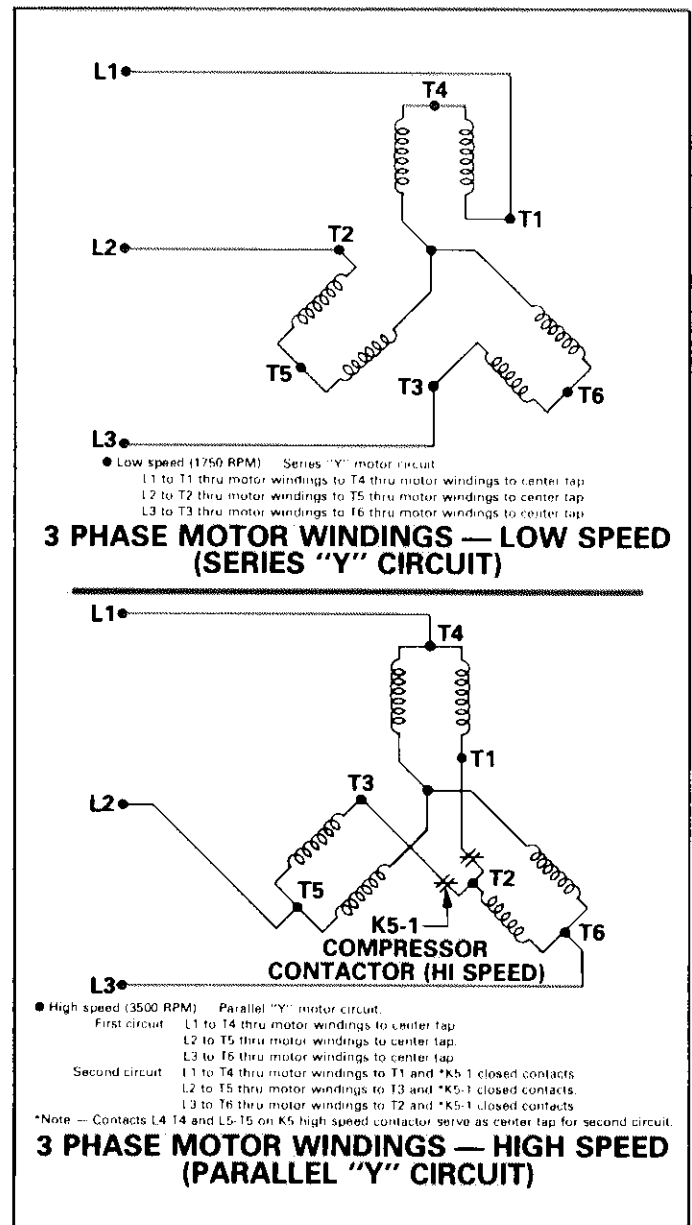 L1
T4
T1
L2
T2
T5
T3
T6
L3
● Low speed (1750 RPM) Series "Y" motor circuit
L1 to T1 thru motor windings to T4 thru motor windings to center tap
L2 to T2 thru motor windings to T5 thru motor windings to center tap
L3 to T3 thru motor windings to T6 thru motor windings to center tap
3 PHASE MOTOR WINDINGS — LOW SPEED
(SERIES "Y" CIRCUIT)
L1
T4
T1
L2
T3
T5
T2
K5-1
T6
COMPRESSOR
CONTACTOR (HI SPEED)
L3
● High speed (3500 RPM) Parallel "Y" motor circuit.
First circuit L1 to T4 thru motor windings to center tap
L2 to T5 thru motor windings to center tap.
L3 to T6 thru motor windings to center tap
Second circuit L1 to T4 thru motor windings to T1 and *K5-1 closed contacts
L2 to T5 thru motor windings to T3 and *K5-1 closed contacts.
L3 to T6 thru motor windings to T2 and *K5-1 closed contacts
*Note — Contacts L4-T4 and L5-T5 on K5 high speed contactor serve as center tap for second circuit.
3 PHASE MOTOR WINDINGS — HIGH SPEED
(PARALLEL "Y" CIRCUIT)